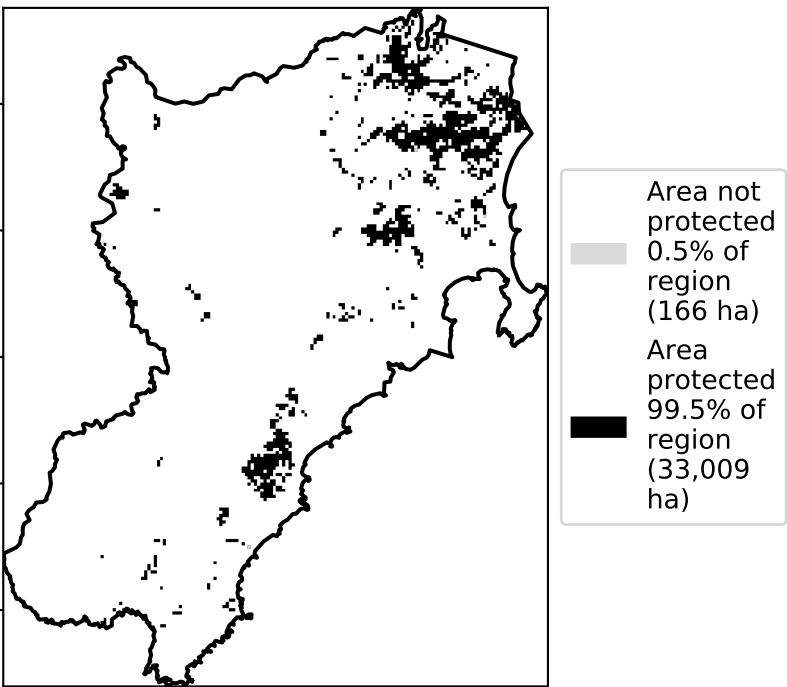 Area not
protected
0.5% of
region
(166 ha)
Area
protected
99.5% of
region
(33,009
ha)